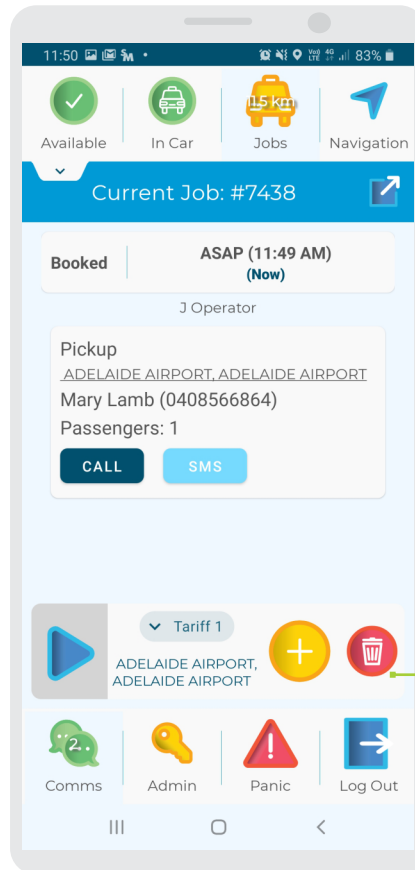 11:50 83%
11.5 km
Available In Car Jobs Navigation
Current Job: #7438
Booked ASAP (11:49 AM)
(Now)
J Operator
Pickup
ADELAIDE AIRPORT, ADELAIDE AIRPORT
Mary Lamb (0408566864)
Passengers: 1
CALL SMS
Tariff 1
ADELAIDE AIRPORT,
ADELAIDE AIRPORT
2
Comms Admin Panic Log Out